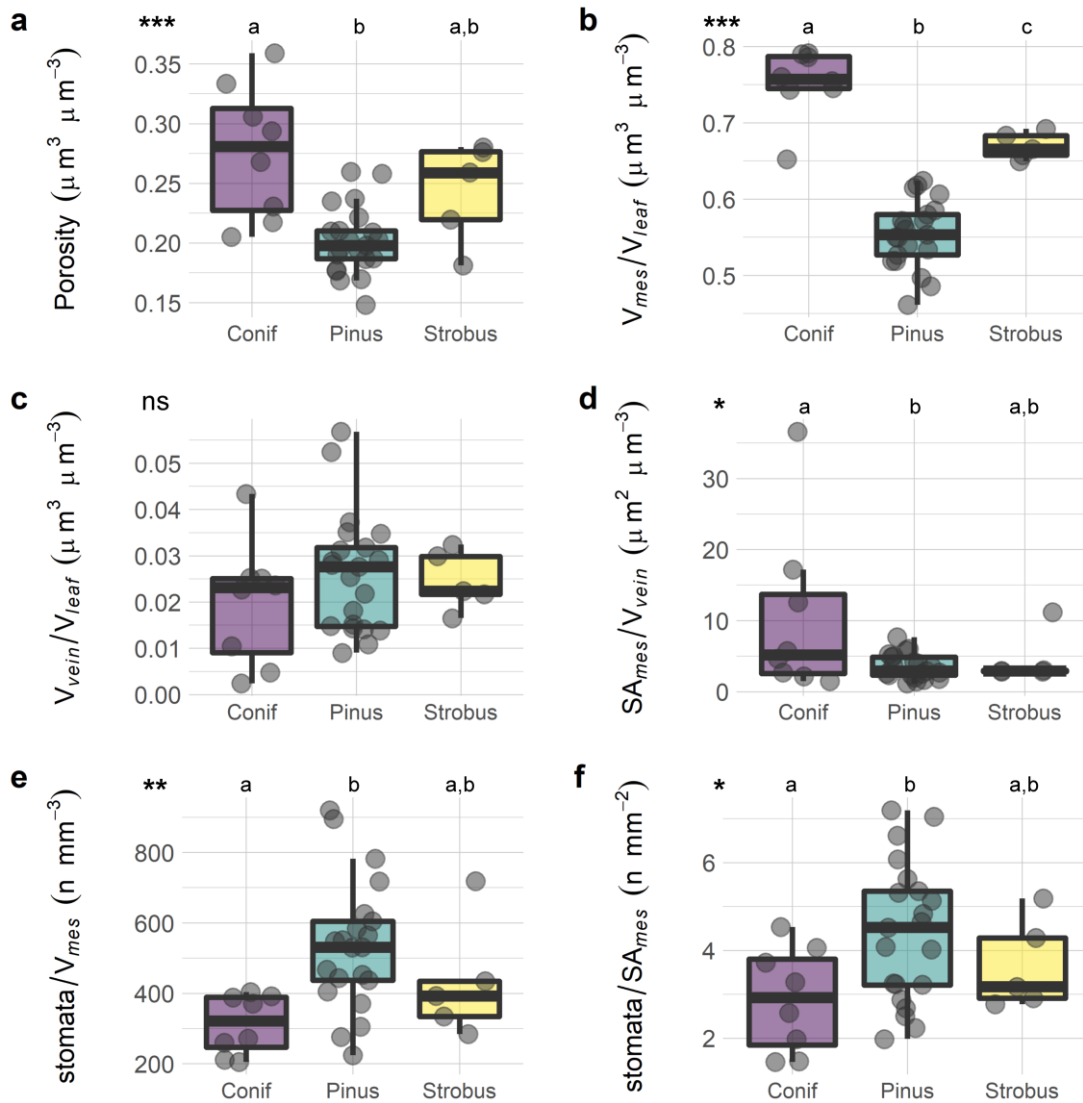 a
***
a b a,b
Porosity (μm³ μm⁻³)
0.35
0.30
0.25
0.20
0.15
Conif Pinus Strobus
b
***
a b c
V_mes/V_leaf (μm³ μm⁻³)
0.8
0.7
0.6
0.5
Conif Pinus Strobus
c
ns
V_vein/V_leaf (μm³ μm⁻³)
0.05
0.04
0.03
0.02
0.01
0.00
Conif Pinus Strobus
d
*
a b a,b
SA_mes/V_vein (μm² μm⁻³)
30
20
10
0
Conif Pinus Strobus
e
**
a b a,b
stomata/V_mes (n mm⁻³)
800
600
400
200
Conif Pinus Strobus
f
*
a b a,b
stomata/SA_mes (n mm⁻²)
6
4
2
Conif Pinus Strobus